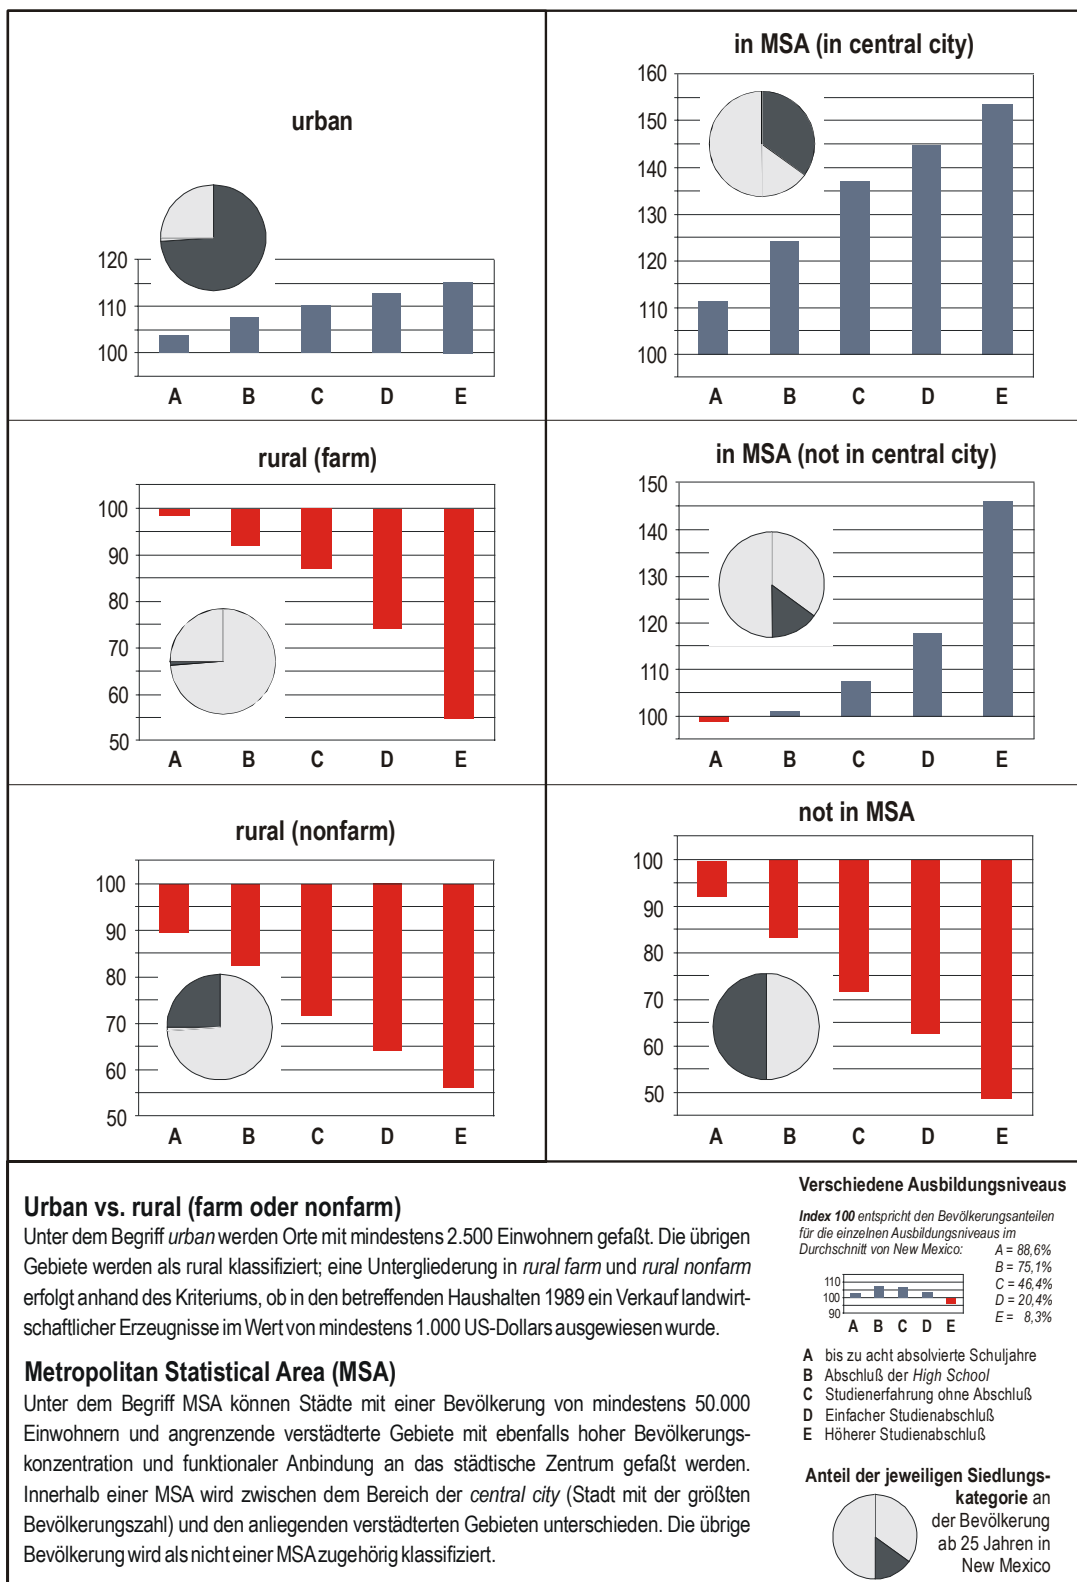 urban
120
110
100
A B C D E
in MSA (in central city)
160
150
140
130
120
110
100
A B C D E
rural (farm)
100
90
80
70
60
50
A B C D E
in MSA (not in central city)
150
140
130
120
110
100
A B C D E
rural (nonfarm)
100
90
80
70
60
50
A B C D E
not in MSA
100
90
80
70
60
50
A B C D E
Urban vs. rural (farm oder nonfarm)
Unter dem Begriff urban werden Orte mit mindestens 2.500 Einwohnern gefaßt. Die übrigen
Gebiete werden als rural klassifiziert; eine Untergliederung in rural farm und rural nonfarm
erfolgt anhand des Kriteriums, ob in den betreffenden Haushalten 1989 ein Verkauf landwirt-
schaftlicher Erzeugnisse im Wert von mindestens 1.000 US-Dollars ausgewiesen wurde.
Metropolitan Statistical Area (MSA)
Unter dem Begriff MSA können Städte mit einer Bevölkerung von mindestens 50.000
Einwohnern und angrenzende verstädterte Gebiete mit ebenfalls hoher Bevölkerungs-
konzentration und funktionaler Anbindung an das städtische Zentrum gefaßt werden.
Innerhalb einer MSA wird zwischen dem Bereich der central city (Stadt mit der größten
Bevölkerungszahl) und den anliegenden verstädterten Gebieten unterschieden. Die übrige
Bevölkerung wird als nicht einer MSA zugehörig klassifiziert.
Verschiedene Ausbildungsniveaus
Index 100 entspricht den Bevölkerungsanteilen
für die einzelnen Ausbildungsniveaus im
Durchschnitt von New Mexico:
A = 88,6%
B = 75,1%
C = 46,4%
D = 20,4%
E = 8,3%
110
100
90
A B C D E
A bis zu acht absolvierte Schuljahre
B Abschluß der High School
C Studienerfahrung ohne Abschluß
D Einfacher Studienabschluß
E Höherer Studienabschluß
Anteil der jeweiligen Siedlungs-
kategorie an
der Bevölkerung
ab 25 Jahren in
New Mexico